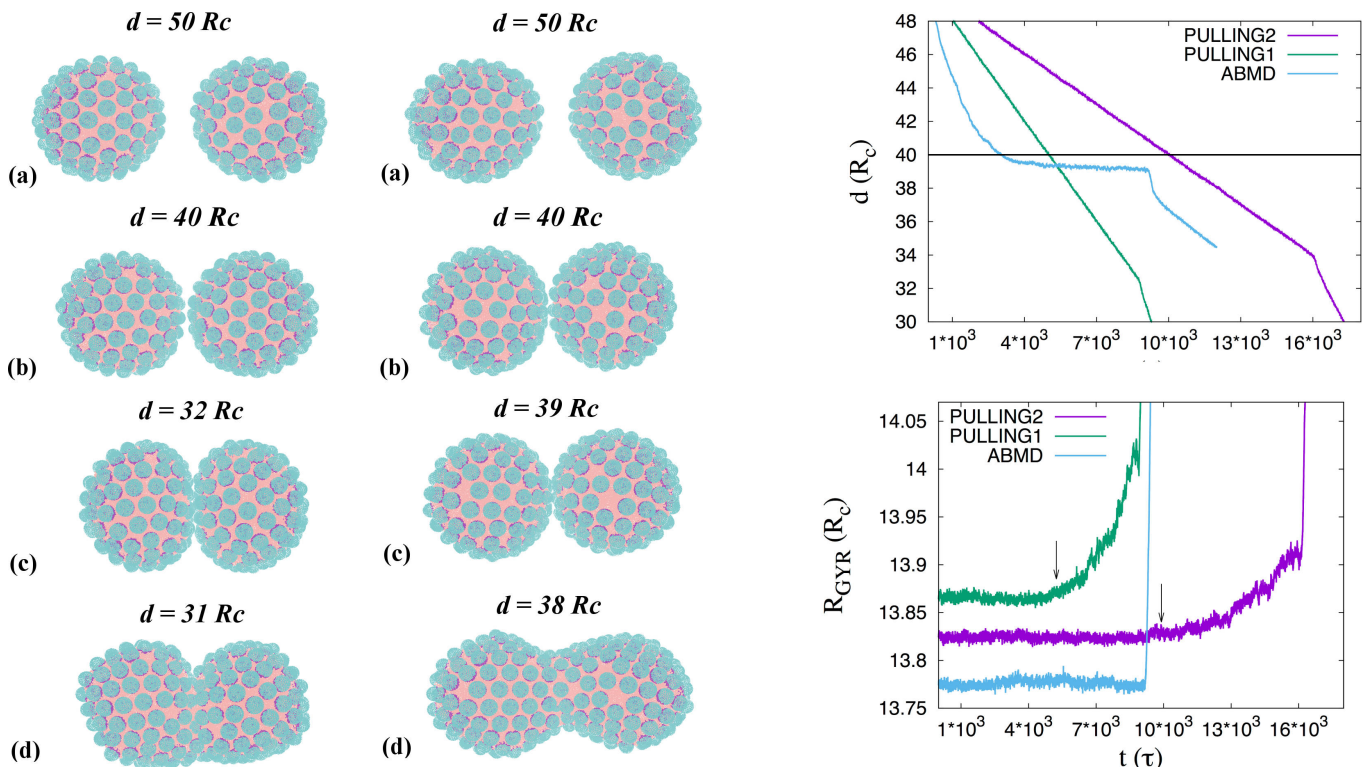 d = 50 Rc
(a)
d = 40 Rc
(b)
d = 32 Rc
(c)
d = 31 Rc
(d)
d = 50 Rc
(a)
d = 40 Rc
(b)
d = 39 Rc
(c)
d = 38 Rc
(d)
PULLING2
PULLING1
ABMD
d (R_c)
48
46
44
42
40
38
36
34
32
30
1*10³ 4*10³ 7*10³ 10*10³ 13*10³ 16*10³
PULLING2
PULLING1
ABMD
R_GYR (R_c)
14.05
14
13.95
13.9
13.85
13.8
13.75
1*10³ 4*10³ 7*10³ 10*10³ 13*10³ 16*10³
t (τ)